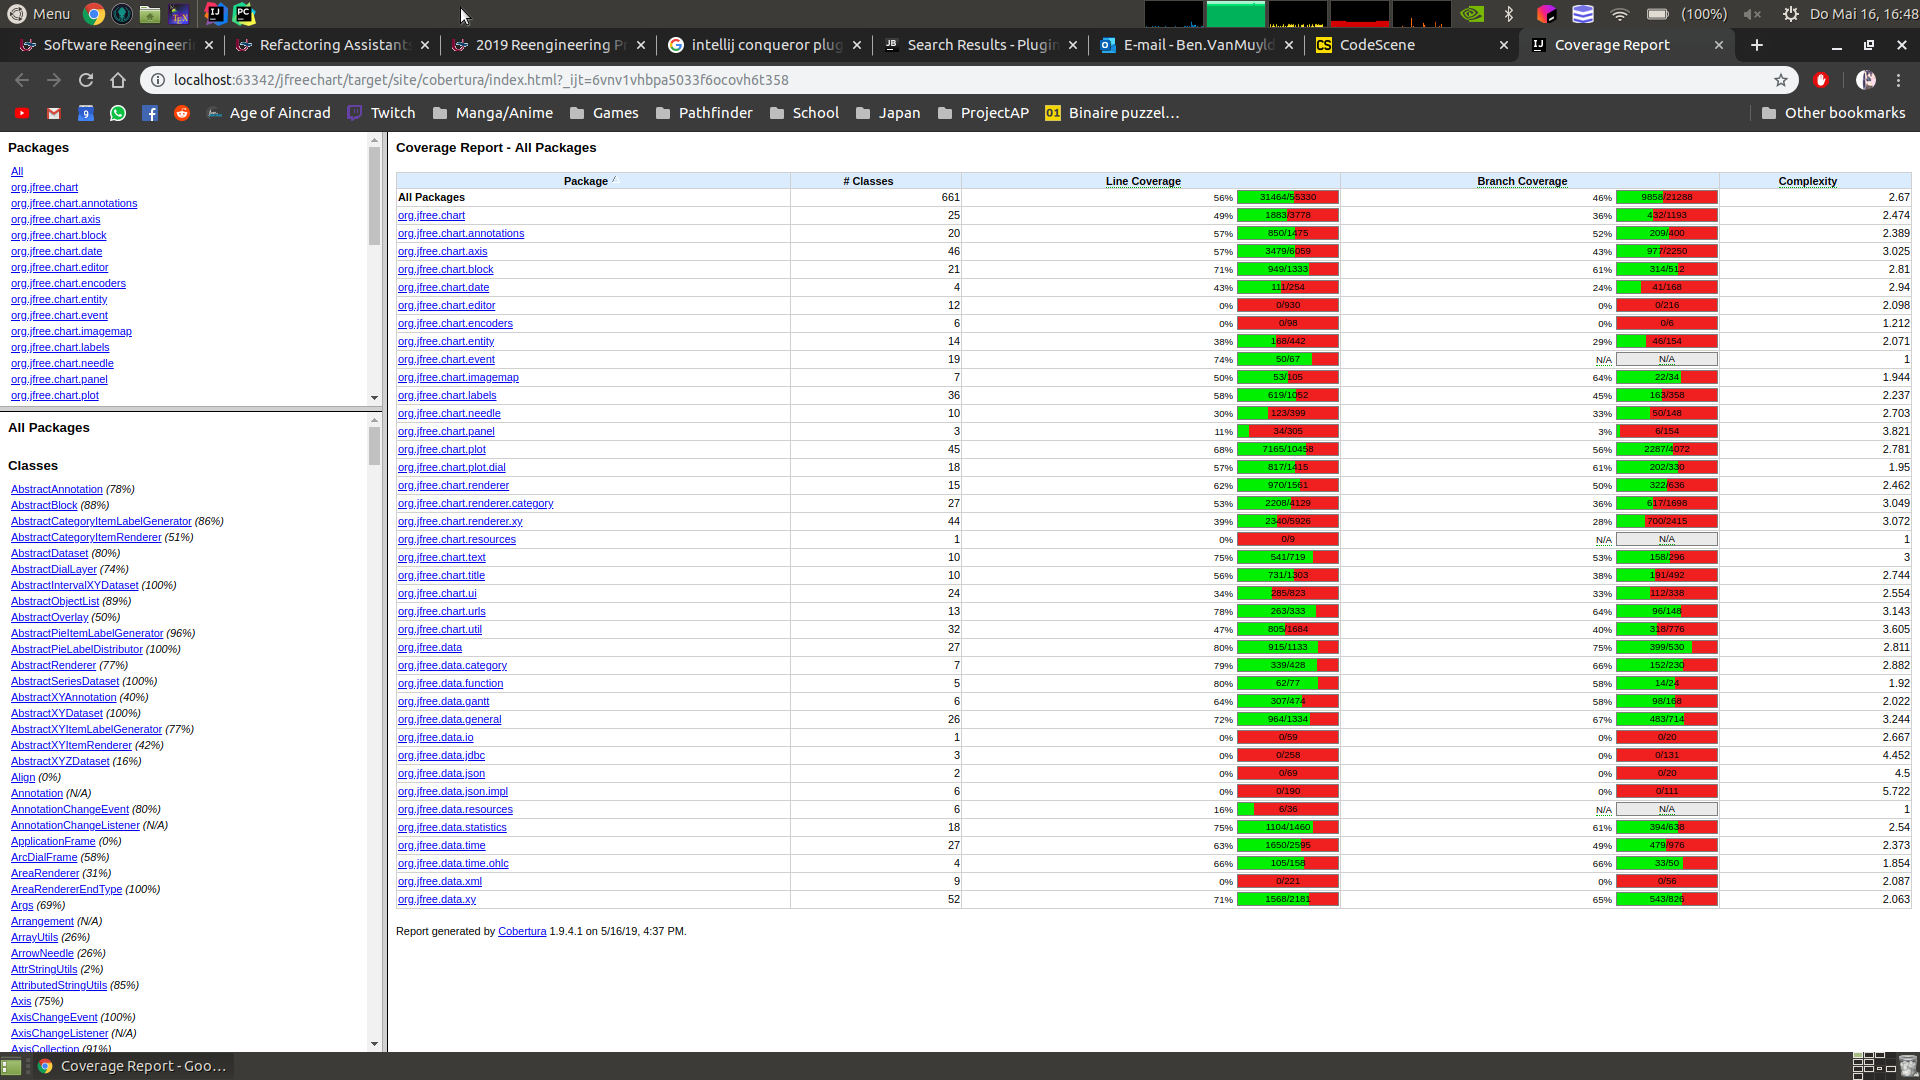 Menu
(100%)
Do Mai 16, 16:48
Software Reengineeri
Refactoring Assistant
2019 Reengineering P
intellij conqueror plug
Search Results - Plugin
E-mail - Ben.VanMuyld
CodeScene
Coverage Report
localhost:63342/jfreechart/target/site/cobertura/index.html?_ijt=6vnv1vhbpa5033f6ocovh6t358
Age of Aincrad
Twitch
Manga/Anime
Games
Pathfinder
School
Japan
ProjectAP
Binaire puzzel…
Other bookmarks
Packages
All
org.jfree.chart
org.jfree.chart.annotations
org.jfree.chart.axis
org.jfree.chart.block
org.jfree.chart.date
org.jfree.chart.editor
org.jfree.chart.encoders
org.jfree.chart.entity
org.jfree.chart.event
org.jfree.chart.imagemap
org.jfree.chart.labels
org.jfree.chart.needle
org.jfree.chart.panel
org.jfree.chart.plot
All Packages
Classes
AbstractAnnotation (78%)
AbstractBlock (88%)
AbstractCategoryItemLabelGenerator (86%)
AbstractCategoryItemRenderer (51%)
AbstractDataset (80%)
AbstractDialLayer (74%)
AbstractIntervalXYDataset (100%)
AbstractObjectList (89%)
AbstractOverlay (50%)
AbstractPieItemLabelGenerator (96%)
AbstractPieLabelDistributor (100%)
AbstractRenderer (77%)
AbstractSeriesDataset (100%)
AbstractXYAnnotation (40%)
AbstractXYDataset (100%)
AbstractXYItemLabelGenerator (77%)
AbstractXYItemRenderer (42%)
AbstractXYZDataset (16%)
Align (0%)
Annotation (N/A)
AnnotationChangeEvent (80%)
AnnotationChangeListener (N/A)
ApplicationFrame (0%)
ArcDialFrame (58%)
AreaRenderer (31%)
AreaRendererEndType (100%)
Args (69%)
Arrangement (N/A)
ArrayUtils (26%)
ArrowNeedle (26%)
AttrStringUtils (2%)
AttributedStringUtils (85%)
Axis (75%)
AxisChangeEvent (100%)
AxisChangeListener (N/A)
AxisCollection (91%)
Coverage Report - All Packages
Package # Classes Line Coverage Branch Coverage Complexity
All Packages 661 56% 31464/55330 46% 9858/21288 2.67
org.jfree.chart 25 49% 1883/3778 36% 432/1193 2.474
org.jfree.chart.annotations 20 57% 850/1475 52% 209/400 2.389
org.jfree.chart.axis 46 57% 3479/6059 43% 977/2250 3.025
org.jfree.chart.block 21 71% 949/1333 61% 314/512 2.81
org.jfree.chart.date 4 43% 111/254 24% 41/168 2.94
org.jfree.chart.editor 12 0% 0/930 0% 0/216 2.098
org.jfree.chart.encoders 6 0% 0/98 0% 0/6 1.212
org.jfree.chart.entity 14 38% 168/442 29% 46/154 2.071
org.jfree.chart.event 19 74% 50/67 N/A N/A 1
org.jfree.chart.imagemap 7 50% 53/105 64% 22/34 1.944
org.jfree.chart.labels 36 58% 619/1052 45% 163/358 2.237
org.jfree.chart.needle 10 30% 123/399 33% 50/148 2.703
org.jfree.chart.panel 3 11% 34/305 3% 6/154 3.821
org.jfree.chart.plot 45 68% 7165/10458 56% 2287/4072 2.781
org.jfree.chart.plot.dial 18 57% 817/1415 61% 202/330 1.95
org.jfree.chart.renderer 15 62% 970/1561 50% 322/636 2.462
org.jfree.chart.renderer.category 27 53% 2208/4129 36% 617/1698 3.049
org.jfree.chart.renderer.xy 44 39% 2340/5926 28% 700/2415 3.072
org.jfree.chart.resources 1 0% 0/9 N/A N/A 1
org.jfree.chart.text 10 75% 541/719 53% 158/296 3
org.jfree.chart.title 10 56% 731/1303 38% 191/492 2.744
org.jfree.chart.ui 24 34% 285/823 33% 112/338 2.554
org.jfree.chart.urls 13 78% 263/333 64% 96/148 3.143
org.jfree.chart.util 32 47% 805/1684 40% 318/776 3.605
org.jfree.data 27 80% 915/1133 75% 399/530 2.811
org.jfree.data.category 7 79% 339/428 66% 152/230 2.882
org.jfree.data.function 5 80% 62/77 58% 14/24 1.92
org.jfree.data.gantt 6 64% 307/474 58% 98/168 2.022
org.jfree.data.general 26 72% 964/1334 67% 483/714 3.244
org.jfree.data.io 1 0% 0/59 0% 0/20 2.667
org.jfree.data.jdbc 3 0% 0/258 0% 0/131 4.452
org.jfree.data.json 2 0% 0/69 0% 0/20 4.5
org.jfree.data.json.impl 6 0% 0/190 0% 0/111 5.722
org.jfree.data.resources 6 16% 6/36 N/A N/A 1
org.jfree.data.statistics 18 75% 1104/1460 61% 394/638 2.54
org.jfree.data.time 27 63% 1650/2595 49% 479/976 2.373
org.jfree.data.time.ohlc 4 66% 105/158 66% 33/50 1.854
org.jfree.data.xml 9 0% 0/221 0% 0/56 2.087
org.jfree.data.xy 52 71% 1568/2181 65% 543/826 2.063
Report generated by Cobertura 1.9.4.1 on 5/16/19, 4:37 PM.
Coverage Report - Goo…